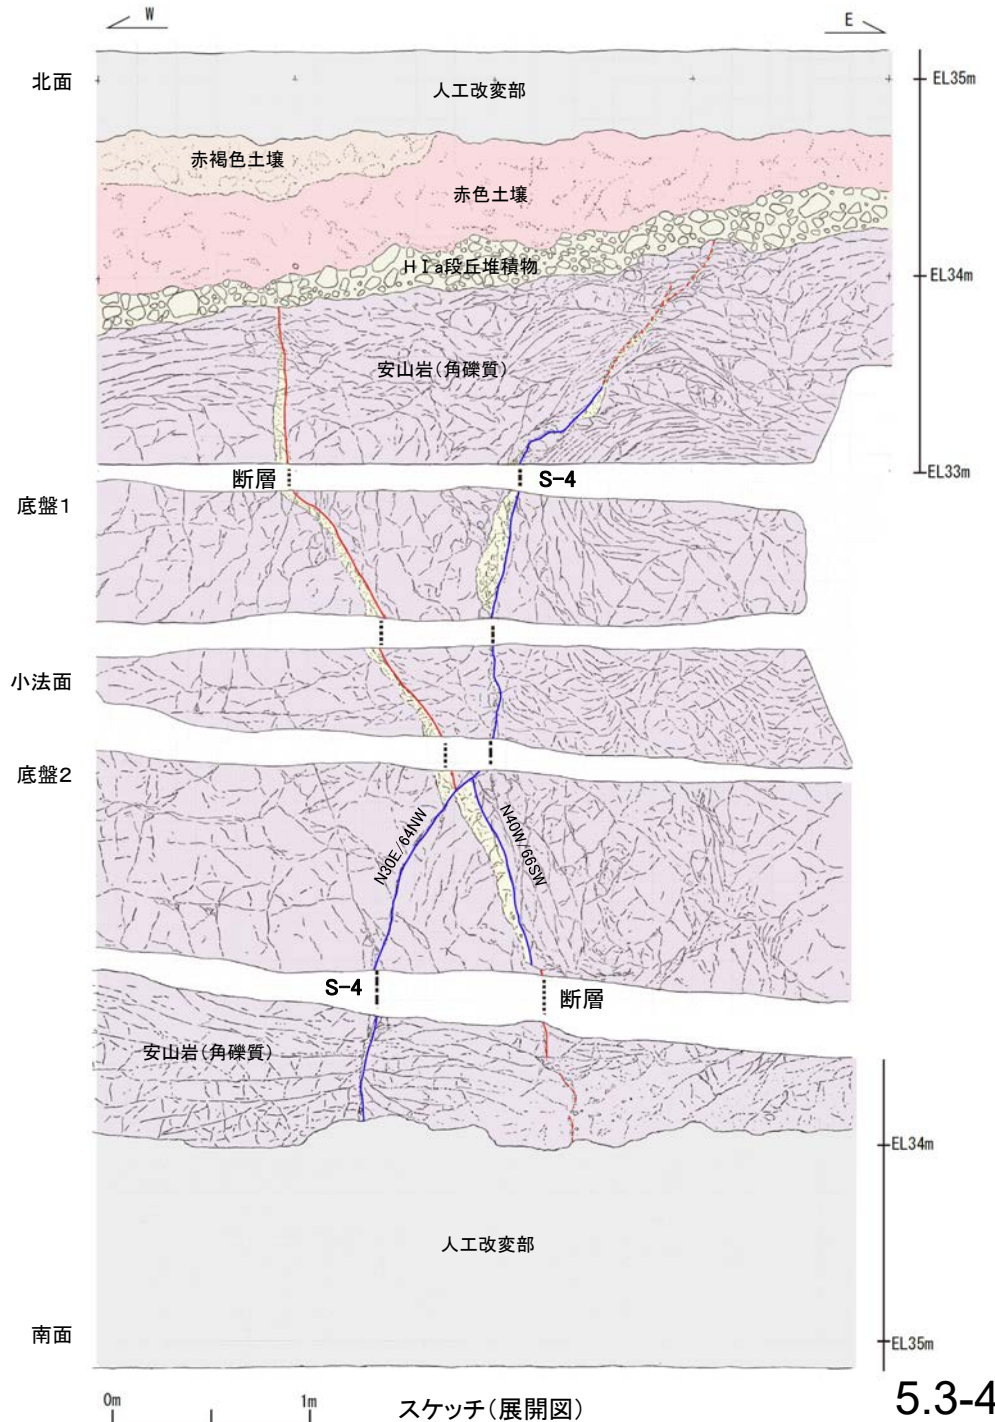 W
E
北面
EL35m
人工改変部
赤褐色土壌
赤色土壌
HⅠa段丘堆積物
EL34m
安山岩(角礫質)
EL33m
断層
S-4
底盤1
小法面
底盤2
N30E/64NW
N40W/66SW
S-4
断層
安山岩(角礫質)
EL34m
人工改変部
南面
EL35m
0m
1m
スケッチ(展開図)
5.3-4